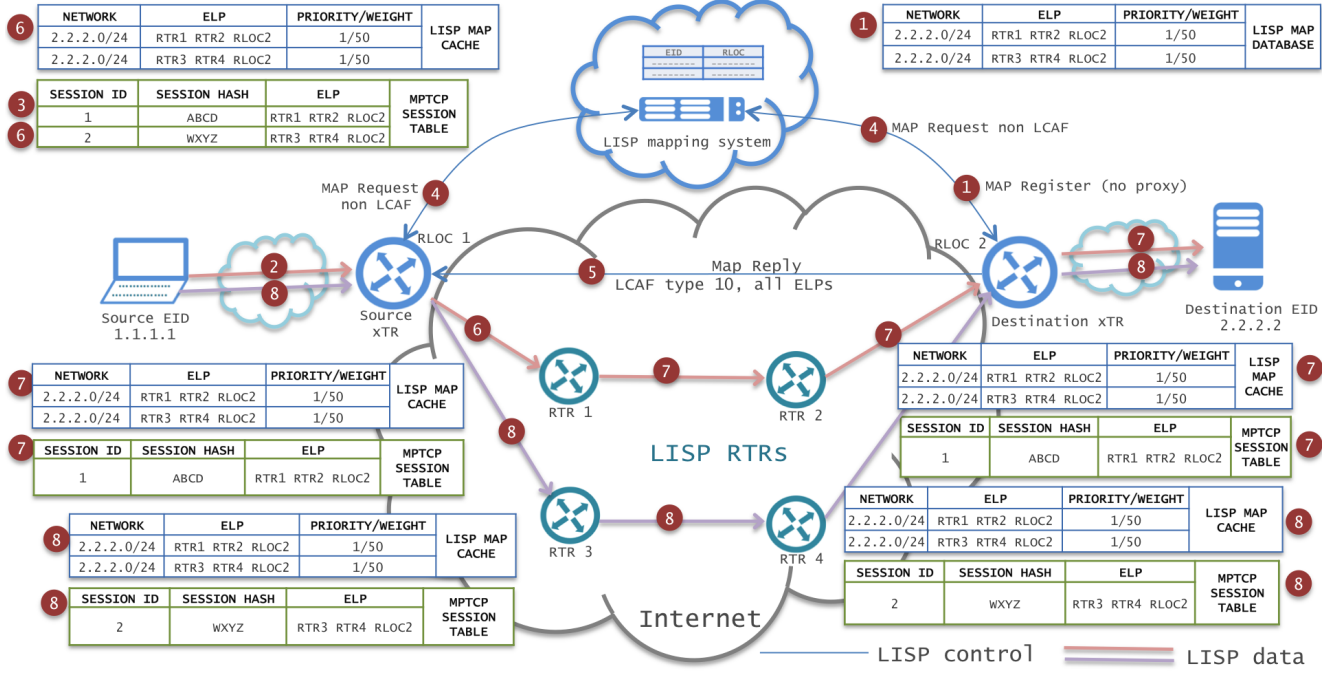 6
NETWORK ELP PRIORITY/WEIGHT LISP MAP CACHE
2.2.2.0/24 RTR1 RTR2 RLOC2 1/50
2.2.2.0/24 RTR3 RTR4 RLOC2 1/50
SESSION ID SESSION HASH ELP MPTCP SESSION TABLE
3 1 ABCD RTR1 RTR2 RLOC2
6 2 WXYZ RTR3 RTR4 RLOC2
EID RLOC
-------- --------
-------- --------
LISP mapping system
1
NETWORK ELP PRIORITY/WEIGHT LISP MAP DATABASE
2.2.2.0/24 RTR1 RTR2 RLOC2 1/50
2.2.2.0/24 RTR3 RTR4 RLOC2 1/50
4 MAP Request non LCAF
MAP Request
non LCAF
4
1 MAP Register (no proxy)
RLOC 1
RLOC 2
2
8
Source EID
1.1.1.1
Source
xTR
5
Map Reply
LCAF type 10, all ELPs
7
8
Destination xTR
Destination EID
2.2.2.2
6
7
7
RTR 1
RTR 2
8
8
RTR 3
RTR 4
LISP RTRs
7
NETWORK ELP PRIORITY/WEIGHT LISP MAP CACHE
2.2.2.0/24 RTR1 RTR2 RLOC2 1/50
2.2.2.0/24 RTR3 RTR4 RLOC2 1/50
7
SESSION ID SESSION HASH ELP MPTCP SESSION TABLE
1 ABCD RTR1 RTR2 RLOC2
8
NETWORK ELP PRIORITY/WEIGHT LISP MAP CACHE
2.2.2.0/24 RTR1 RTR2 RLOC2 1/50
2.2.2.0/24 RTR3 RTR4 RLOC2 1/50
8
SESSION ID SESSION HASH ELP MPTCP SESSION TABLE
2 WXYZ RTR3 RTR4 RLOC2
NETWORK ELP PRIORITY/WEIGHT LISP MAP CACHE
2.2.2.0/24 RTR1 RTR2 RLOC2 1/50
2.2.2.0/24 RTR3 RTR4 RLOC2 1/50
7
SESSION ID SESSION HASH ELP MPTCP SESSION TABLE
1 ABCD RTR1 RTR2 RLOC2
7
NETWORK ELP PRIORITY/WEIGHT LISP MAP CACHE
2.2.2.0/24 RTR1 RTR2 RLOC2 1/50
2.2.2.0/24 RTR3 RTR4 RLOC2 1/50
8
SESSION ID SESSION HASH ELP MPTCP SESSION TABLE
2 WXYZ RTR3 RTR4 RLOC2
8
Internet
LISP control
LISP data